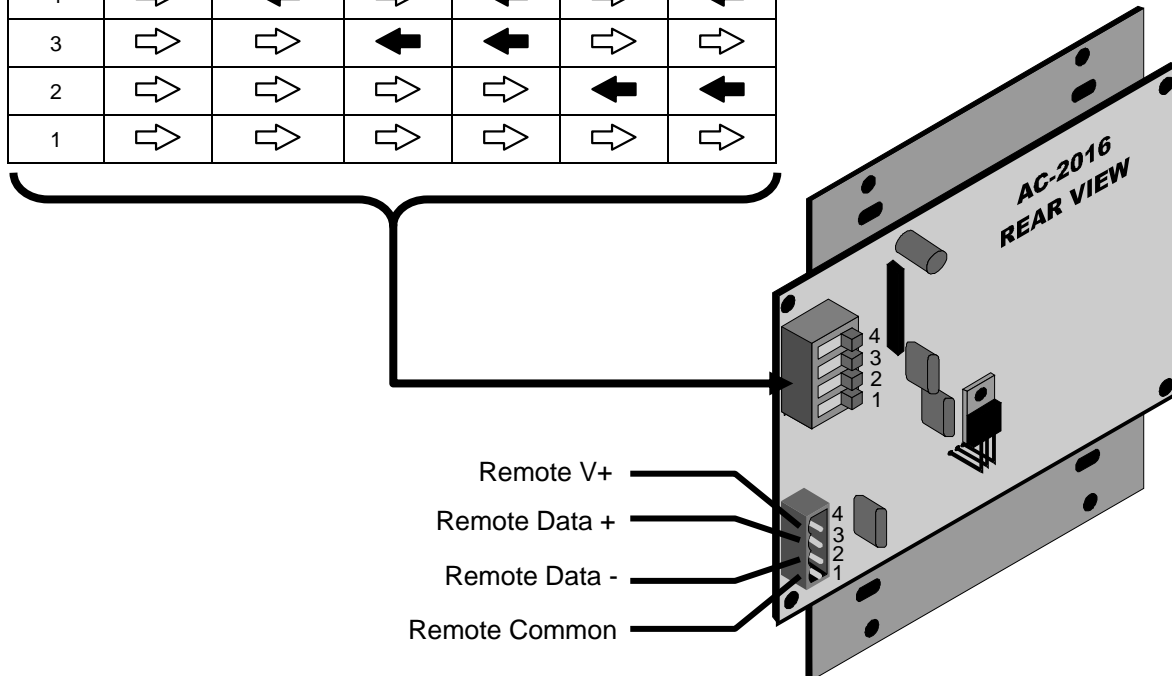 3
2
1
AC-2016
REAR VIEW
4
3
2
1
Remote V+
Remote Data +
Remote Data -
Remote Common
4
3
2
1